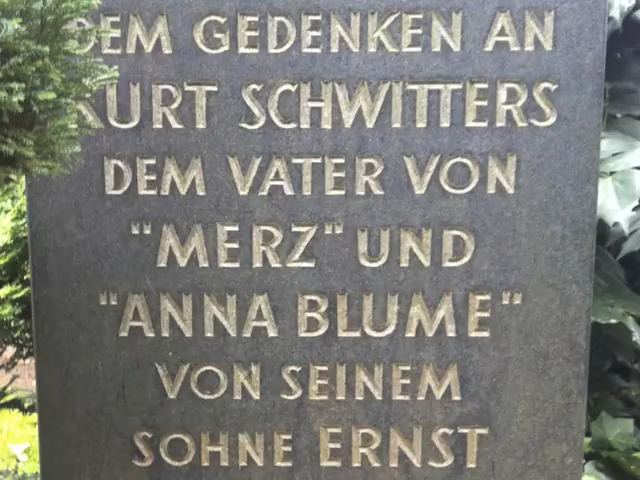 DEM GEDENKEN AN
KURT SCHWITTERS
DEM VATER VON
"MERZ" UND
"ANNA BLUME"
VON SEINEM
SOHNE ERNST